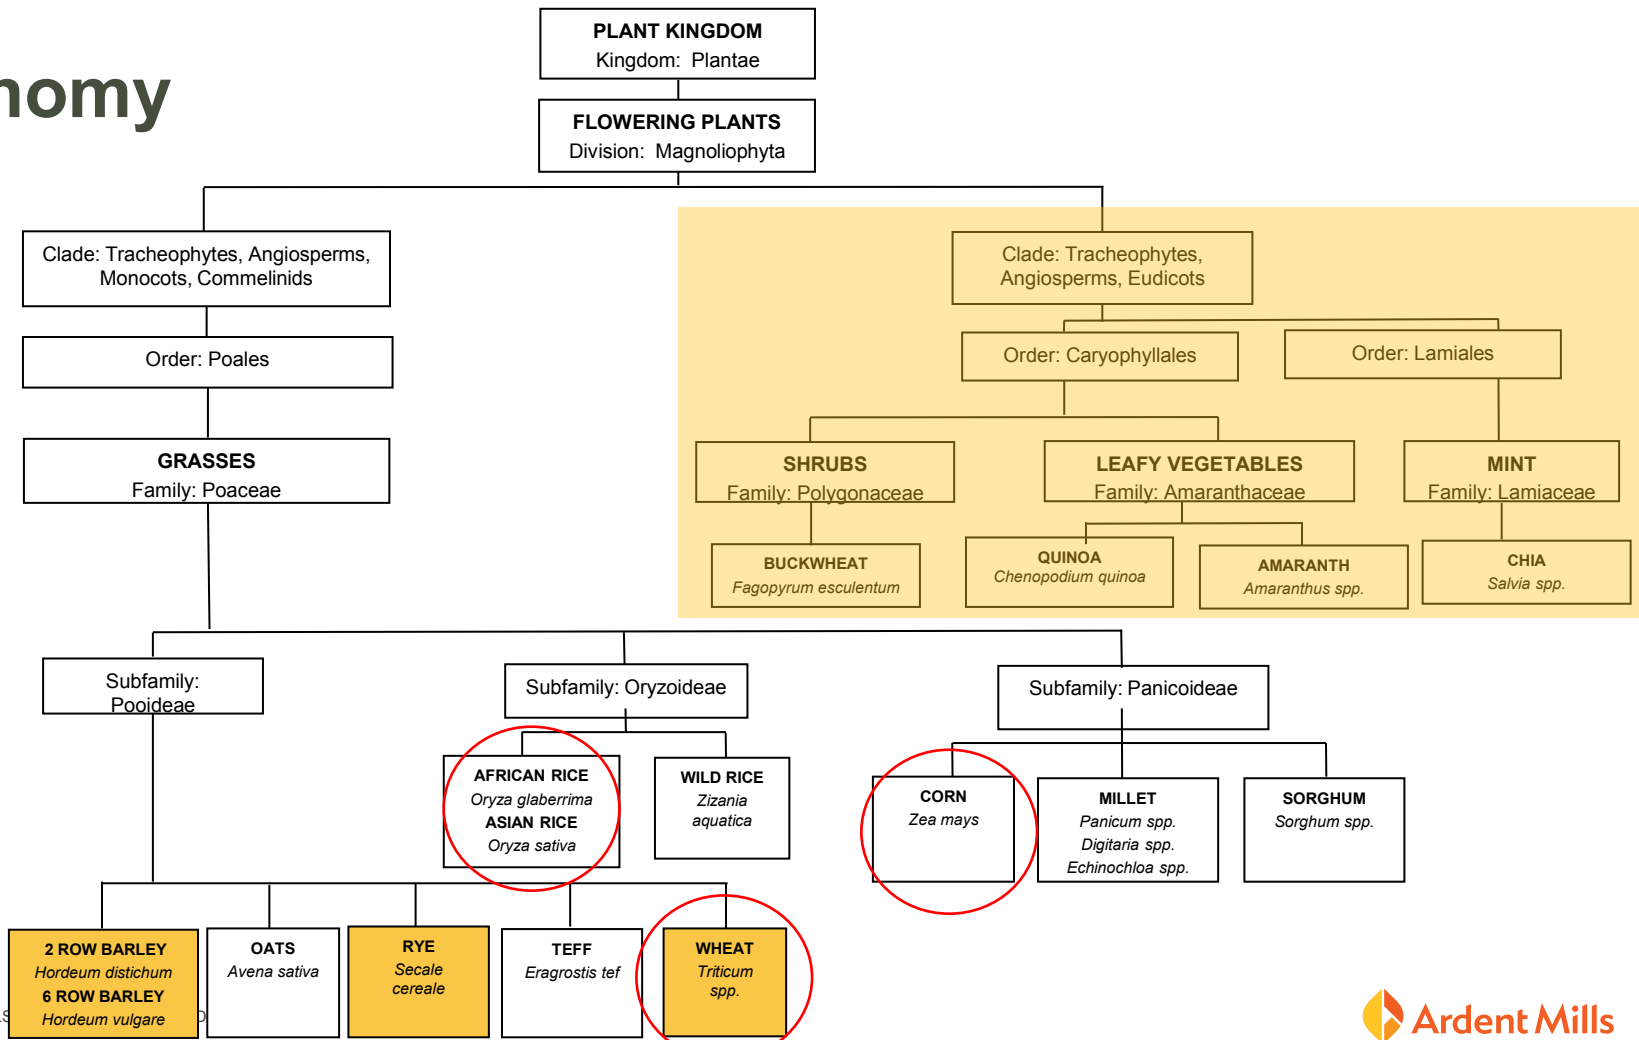 nomy
PLANT KINGDOM
Kingdom: Plantae
FLOWERING PLANTS
Division: Magnoliophyta
Clade: Tracheophytes, Angiosperms,
Monocots, Commelinids
Clade: Tracheophytes,
Angiosperms, Eudicots
Order: Poales
Order: Caryophyllales
Order: Lamiales
GRASSES
Family: Poaceae
SHRUBS
Family: Polygonaceae
LEAFY VEGETABLES
Family: Amaranthaceae
MINT
Family: Lamiaceae
BUCKWHEAT
Fagopyrum esculentum
QUINOA
Chenopodium quinoa
AMARANTH
Amaranthus spp.
CHIA
Salvia spp.
Subfamily:
Pooideae
Subfamily: Oryzoideae
Subfamily: Panicoideae
AFRICAN RICE
Oryza glaberrima
ASIAN RICE
Oryza sativa
WILD RICE
Zizania
aquatica
CORN
Zea mays
MILLET
Panicum spp.
Digitaria spp.
Echinochloa spp.
SORGHUM
Sorghum spp.
2 ROW BARLEY
Hordeum distichum
6 ROW BARLEY
Hordeum vulgare
OATS
Avena sativa
RYE
Secale
cereale
TEFF
Eragrostis tef
WHEAT
Triticum
spp.
Ardent Mills